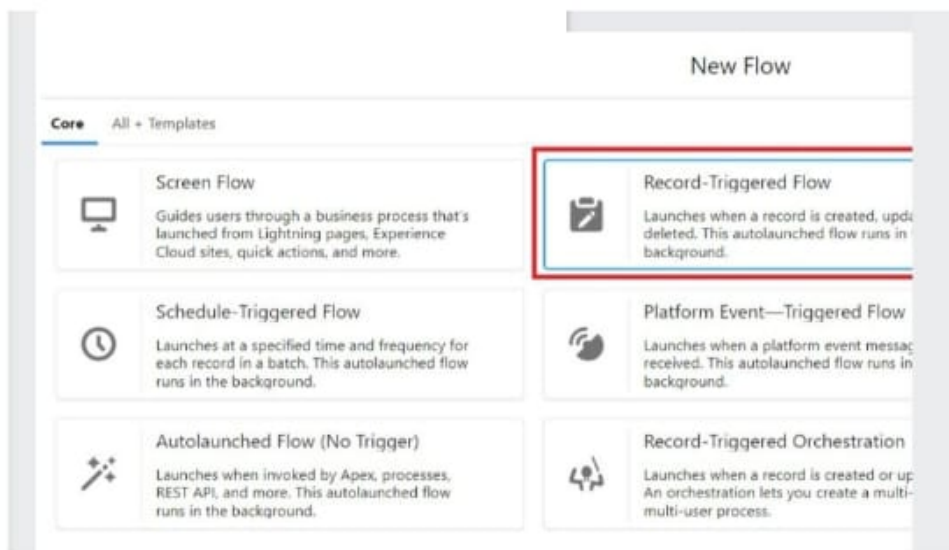 New Flow
Core
All + Templates
Screen Flow
Guides users through a business process that's
launched from Lightning pages, Experience
Cloud sites, quick actions, and more.
Record-Triggered Flow
Launches when a record is created, upda
deleted. This autolaunched flow runs in
background.
Schedule-Triggered Flow
Launches at a specified time and frequency for
each record in a batch. This autolaunched flow
runs in the background.
Platform Event—Triggered Flow
Launches when a platform event messag
received. This autolaunched flow runs in
background.
Autolaunched Flow (No Trigger)
Launches when invoked by Apex, processes,
REST API, and more. This autolaunched flow
runs in the background.
Record-Triggered Orchestration
Launches when a record is created or up
An orchestration lets you create a multi-
multi-user process.